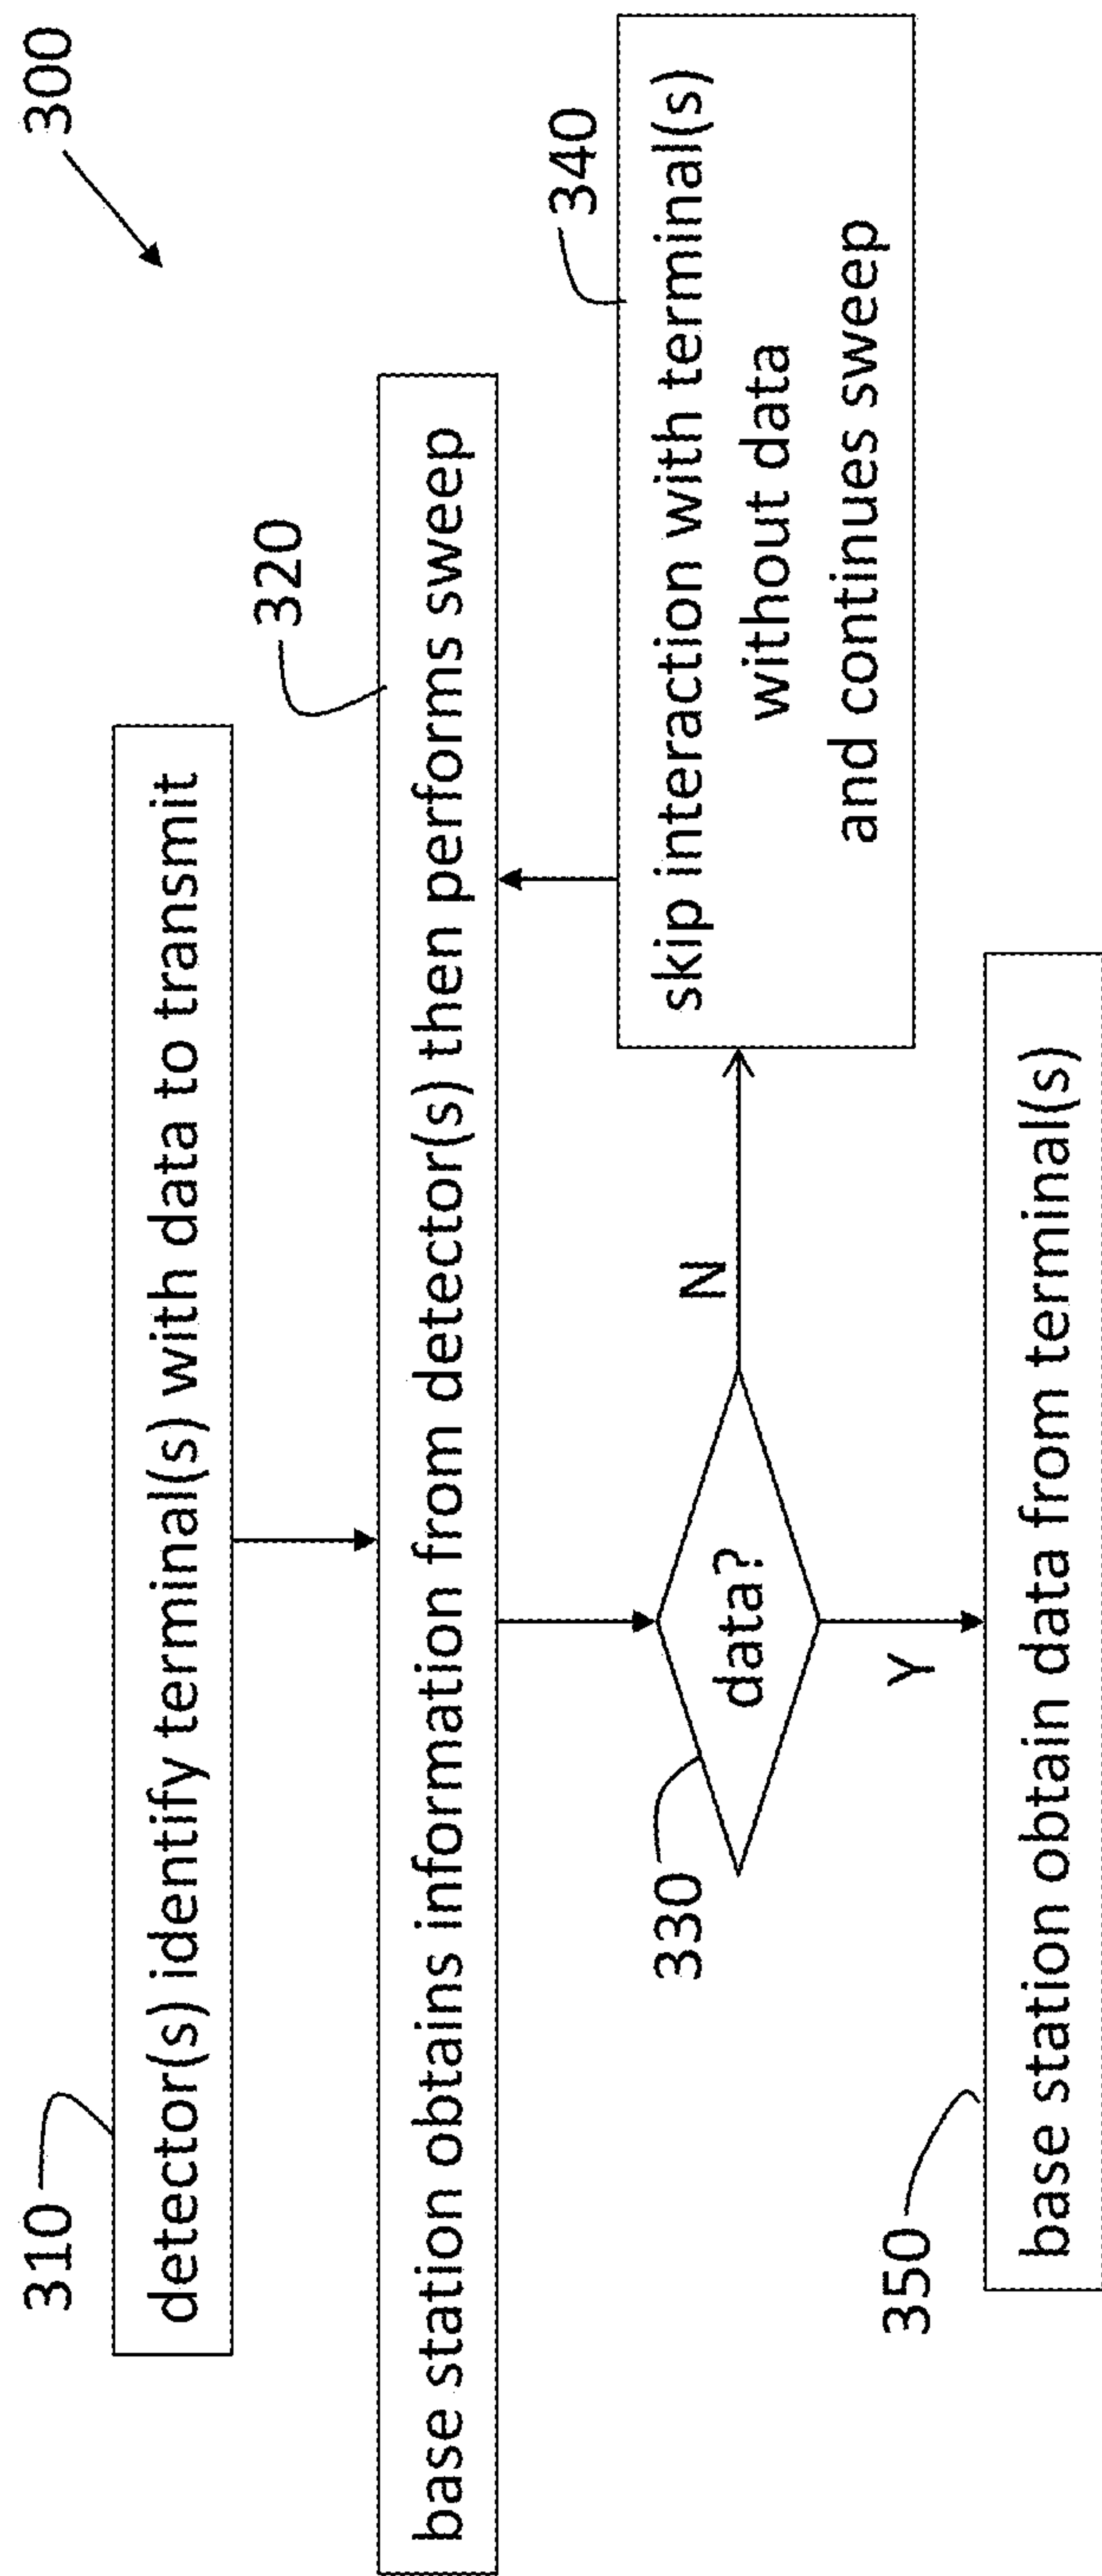 300
310
detector(s) identify terminal(s) with data to transmit
320
base station obtains information from detector(s) then performs sweep
330
data?
N
340
skip interaction with terminal(s)
without data
and continues sweep
Y
350
base station obtain data from terminal(s)